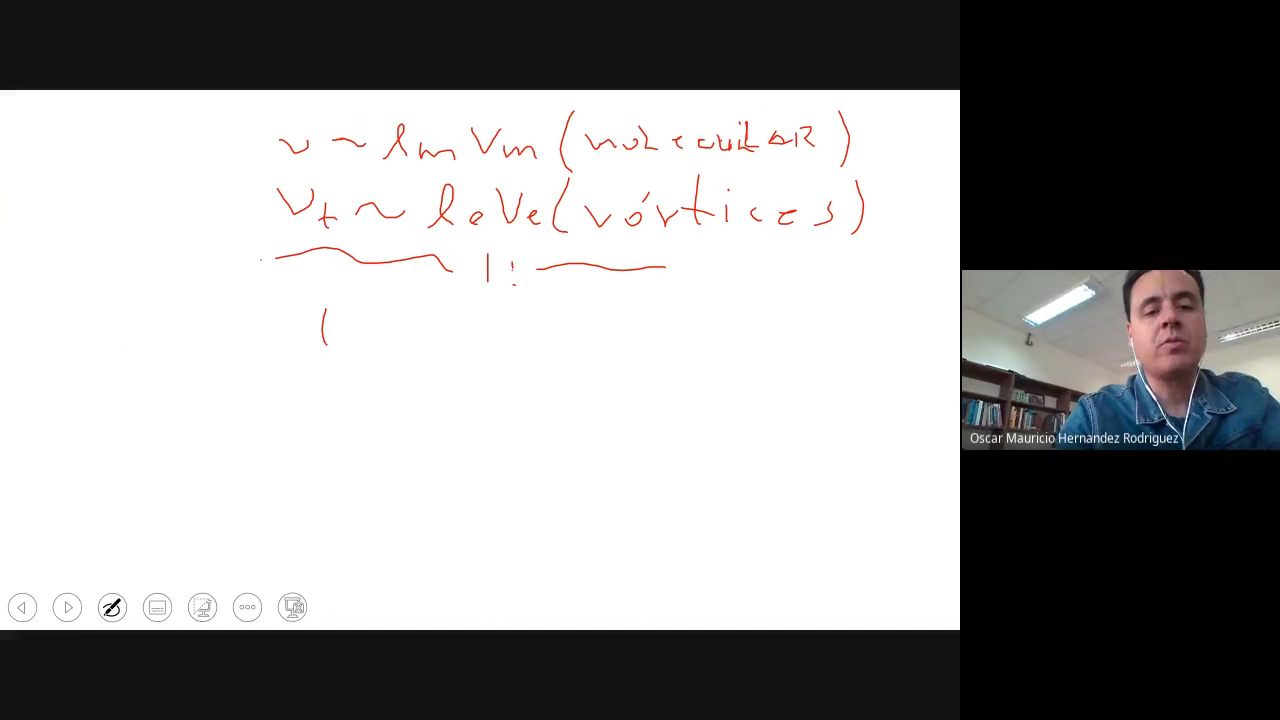 ν ~ lm Vm (molecular)
νt ~ le Ve (vórtices)
Oscar Mauricio Hernandez Rodriguez